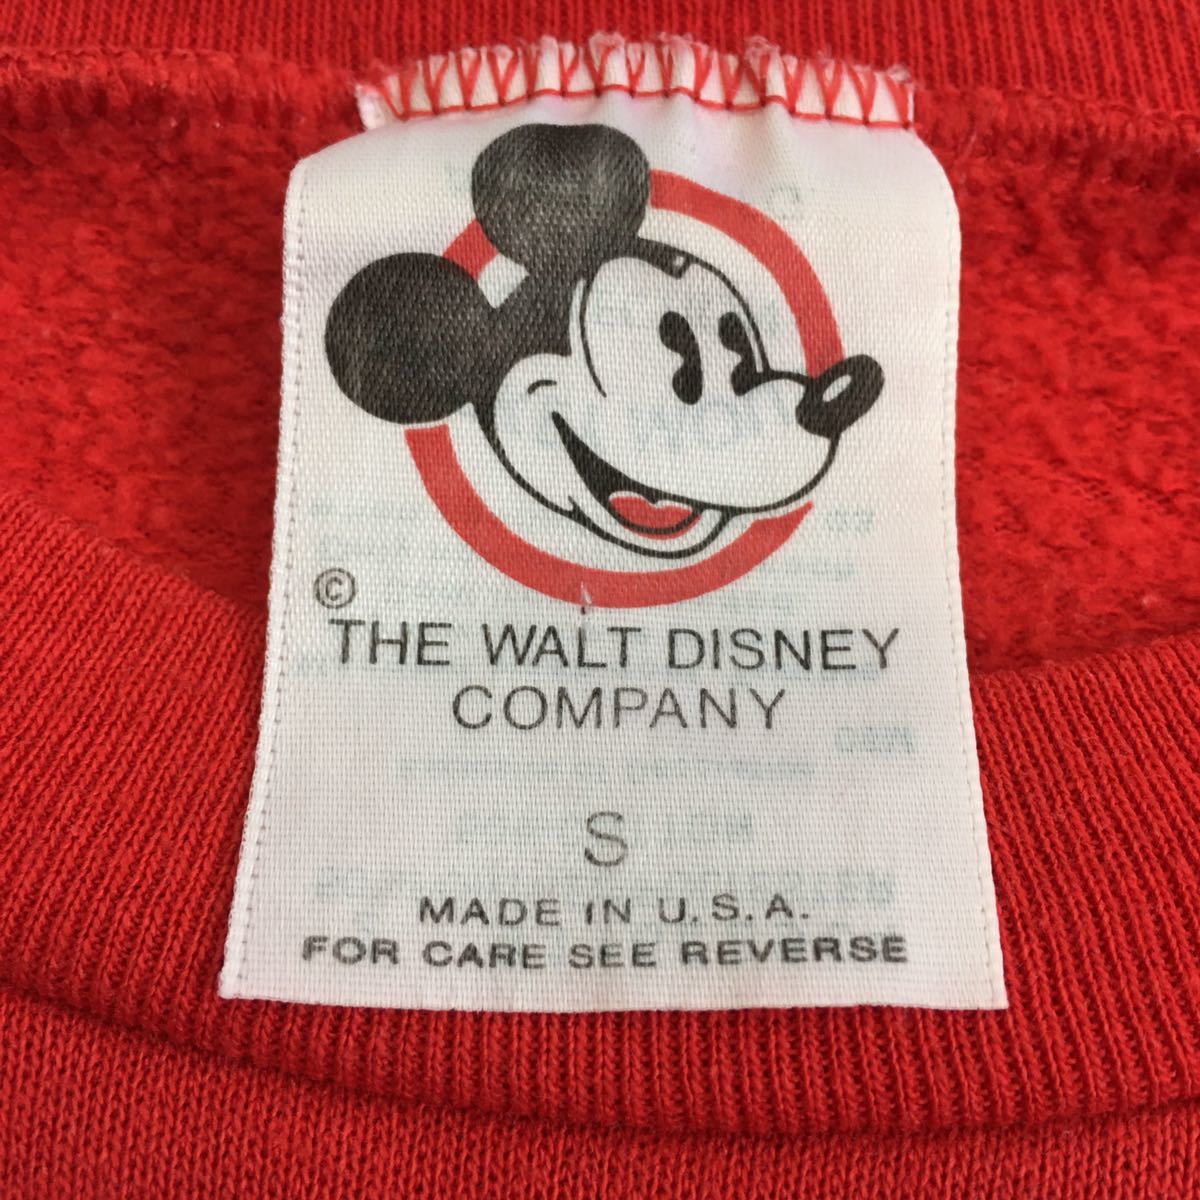 ©
THE WALT DISNEY
COMPANY
S
MADE IN U.S.A.
FOR CARE SEE REVERSE